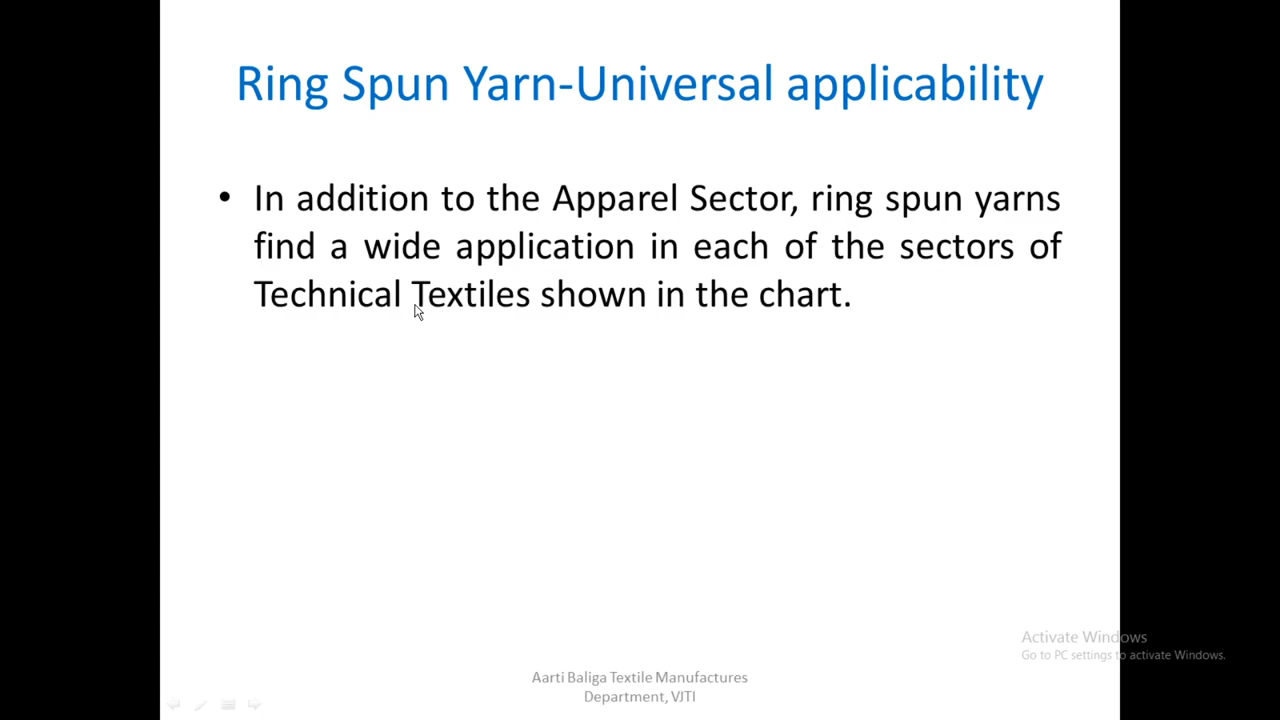 Ring Spun Yarn-Universal applicability
• In addition to the Apparel Sector, ring spun yarns
find a wide application in each of the sectors of
Technical Textiles shown in the chart.
Activate Windows
Go to PC settings to activate Windows.
Aarti Baliga Textile Manufactures
Department, VJTI